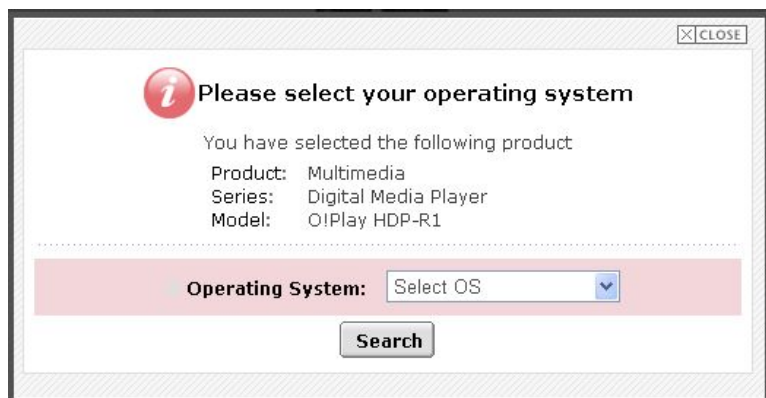 CLOSE
i Please select your operating system
You have selected the following product
Product: Multimedia
Series: Digital Media Player
Model: O!Play HDP-R1
Operating System: Select OS
Search